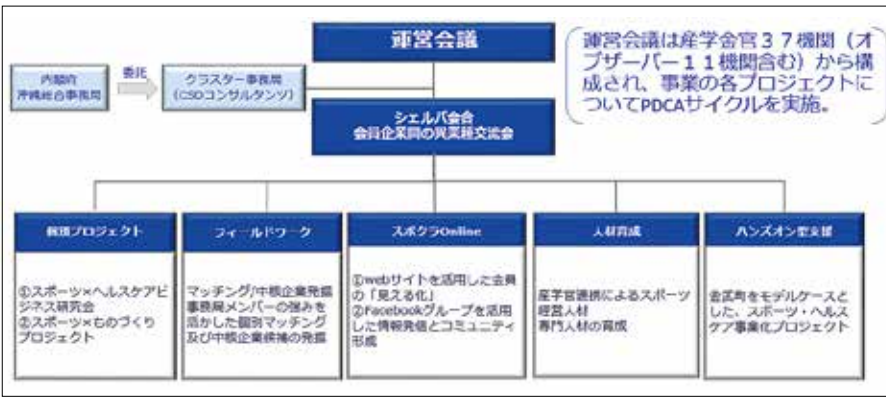 運営会議
運営会議は産学金官37機関(オ
ブザーバー11機関含む)から構
成され、事業の各プロジェクトに
ついてPDCAサイクルを実施。
内閣府
沖縄総合事務局
委託
クラスター事務局
(CSDコンサルタンツ)
シェルパ会合
会員企業間の異業種交流会
個別プロジェクト
①スポーツ×ヘルスケアビ
ジネス研究会
②スポーツ×ものづくり
プロジェクト
フィールドワーク
マッチング/中核企業発掘
事務局メンバーの強みを
活かした個別マッチング
及び中核企業候補の発掘
スポクラOnline
①webサイトを活用した会員
の「見える化」
②Facebookグループを活用
した情報発信とコミュニティ
形成
人材育成
産学官連携によるスポーツ
経営人材
専門人材の育成
ハンズオン型支援
金武町をモデルケースと
した、スポーツ・ヘルス
ケア事業化プロジェクト